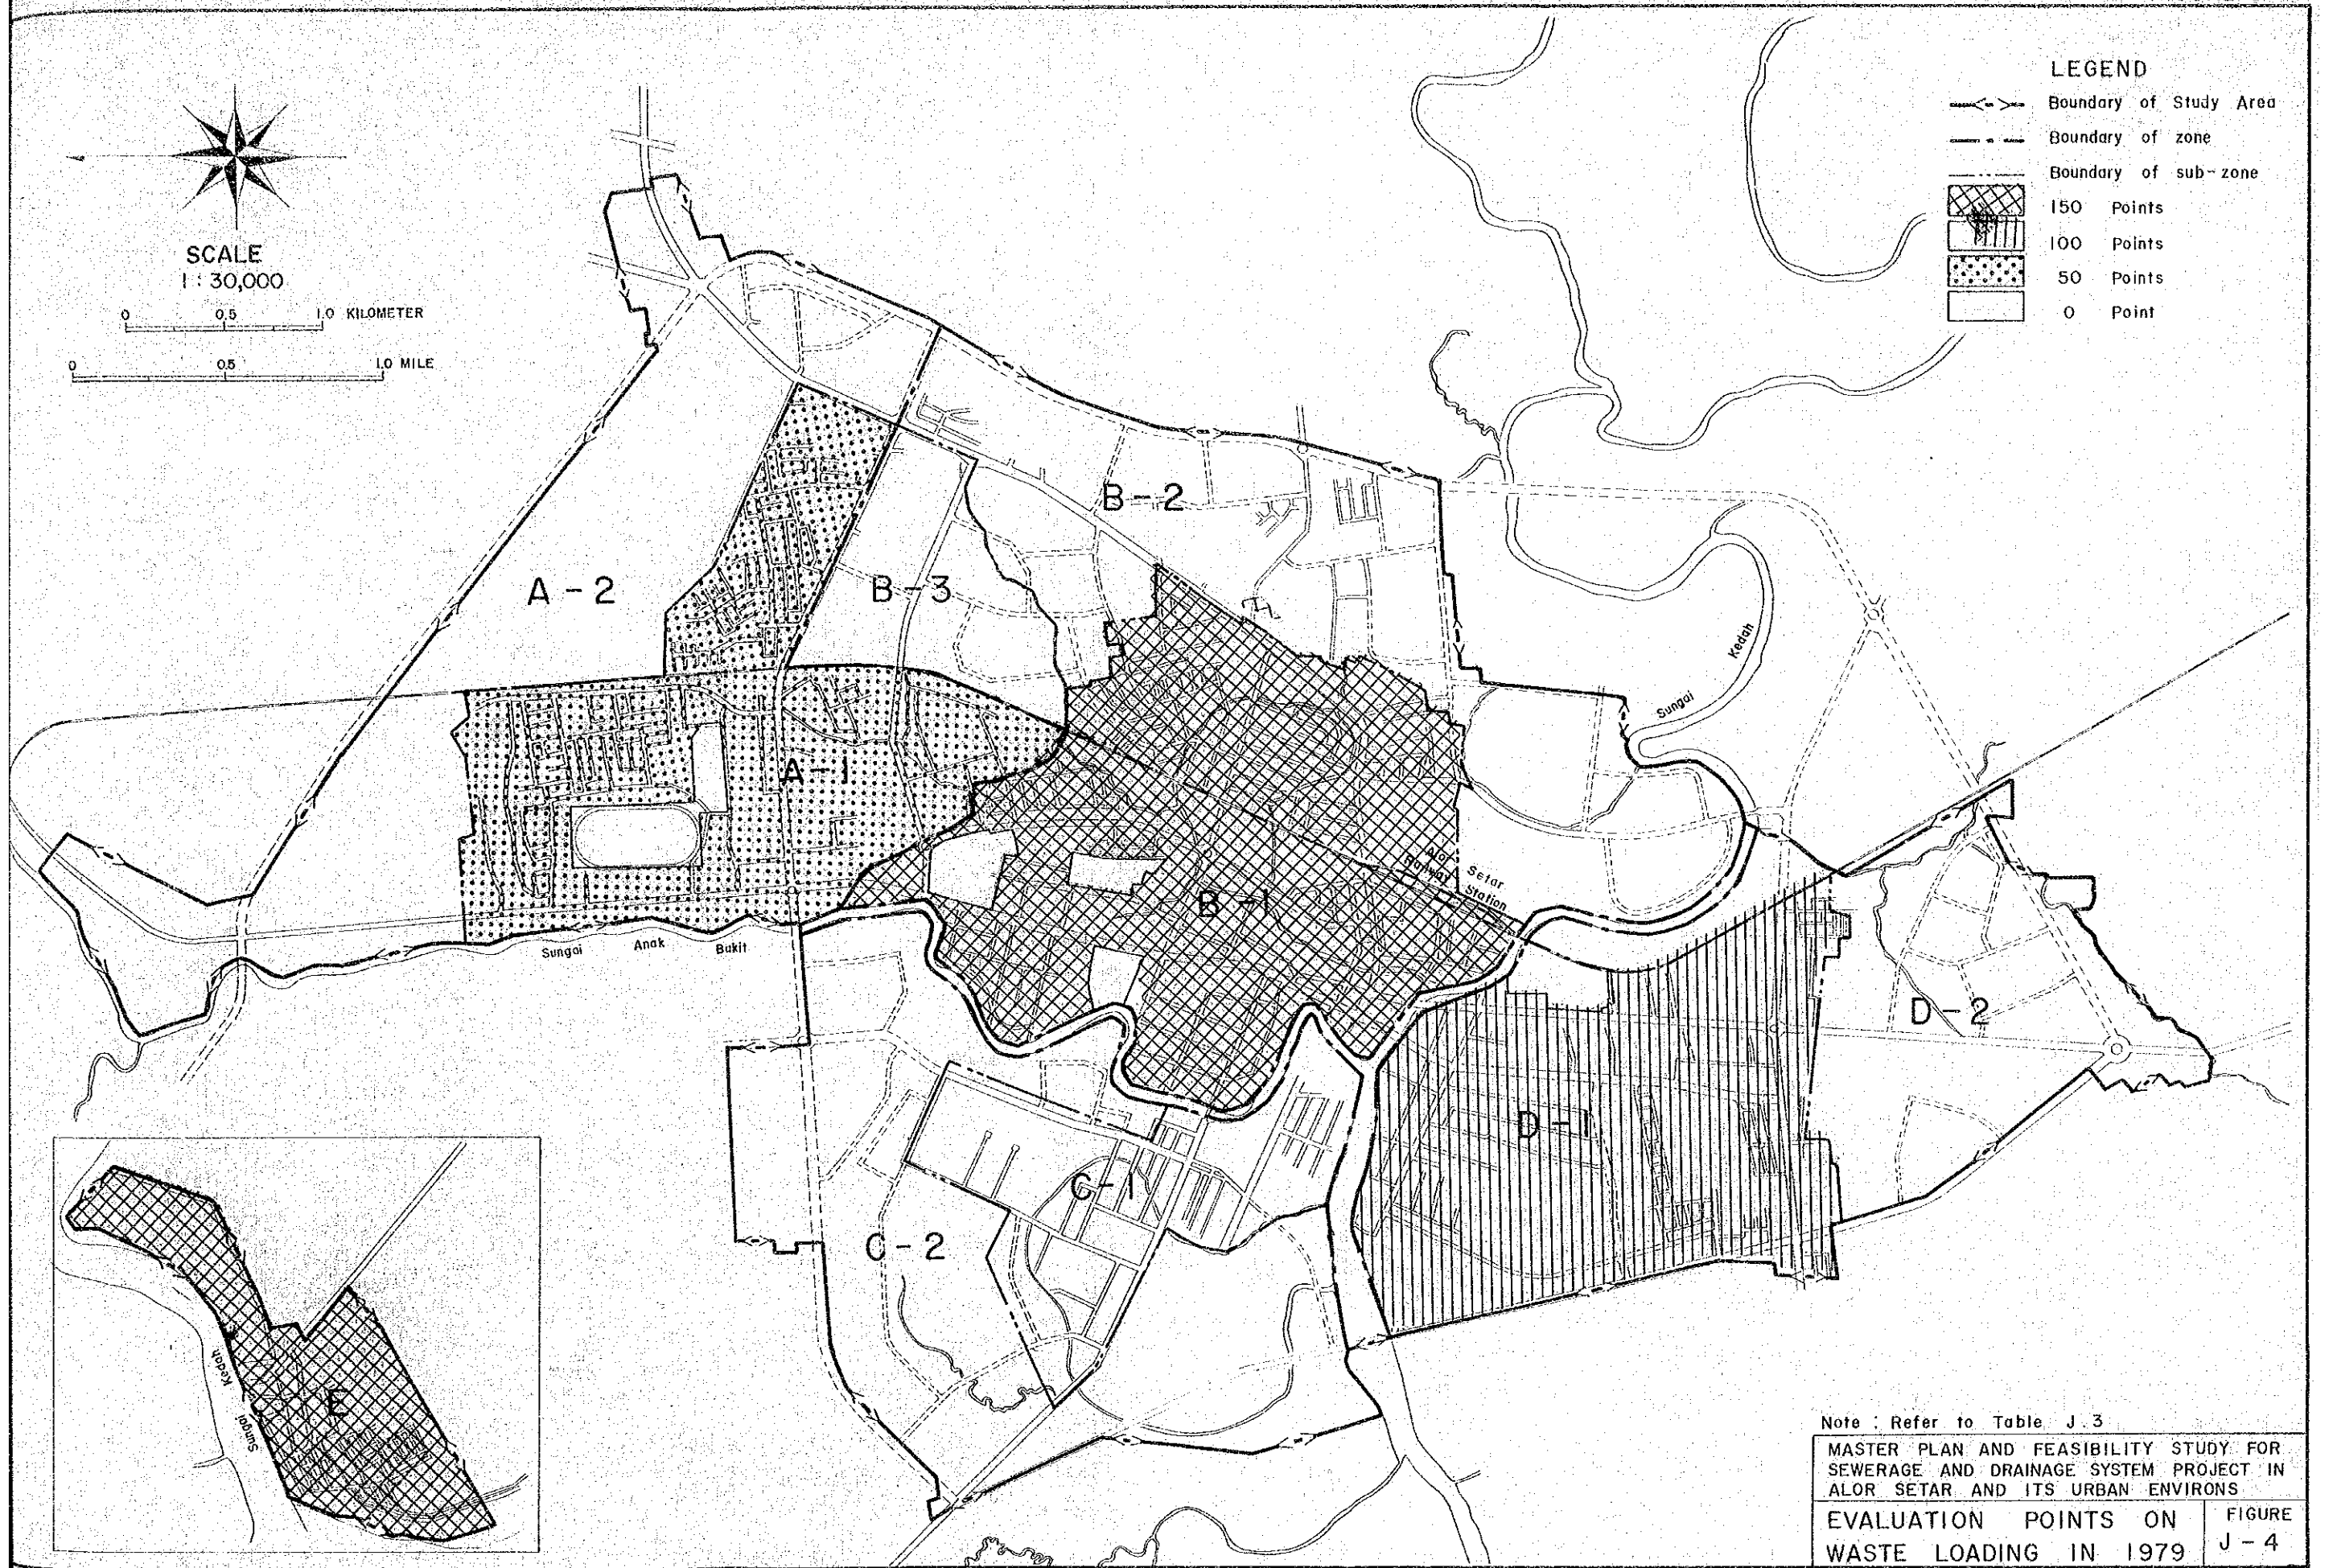 LEGEND
Boundary of Study Area
Boundary of zone
Boundary of sub-zone
150 Points
100 Points
50 Points
0 Point
SCALE
1 : 30,000
0 0.5 1.0 KILOMETER
0 0.5 1.0 MILE
B-2
A-2
B-3
Kedah
Sungai
A-1
Alor Setar
Railway Station
B-1
Sungai Anak Bukit
D-2
D-1
C-1
C-2
Kedah
Sungai
E
Note : Refer to Table J.3
MASTER PLAN AND FEASIBILITY STUDY FOR
SEWERAGE AND DRAINAGE SYSTEM PROJECT IN
ALOR SETAR AND ITS URBAN ENVIRONS
EVALUATION POINTS ON
WASTE LOADING IN 1979
FIGURE
J-4